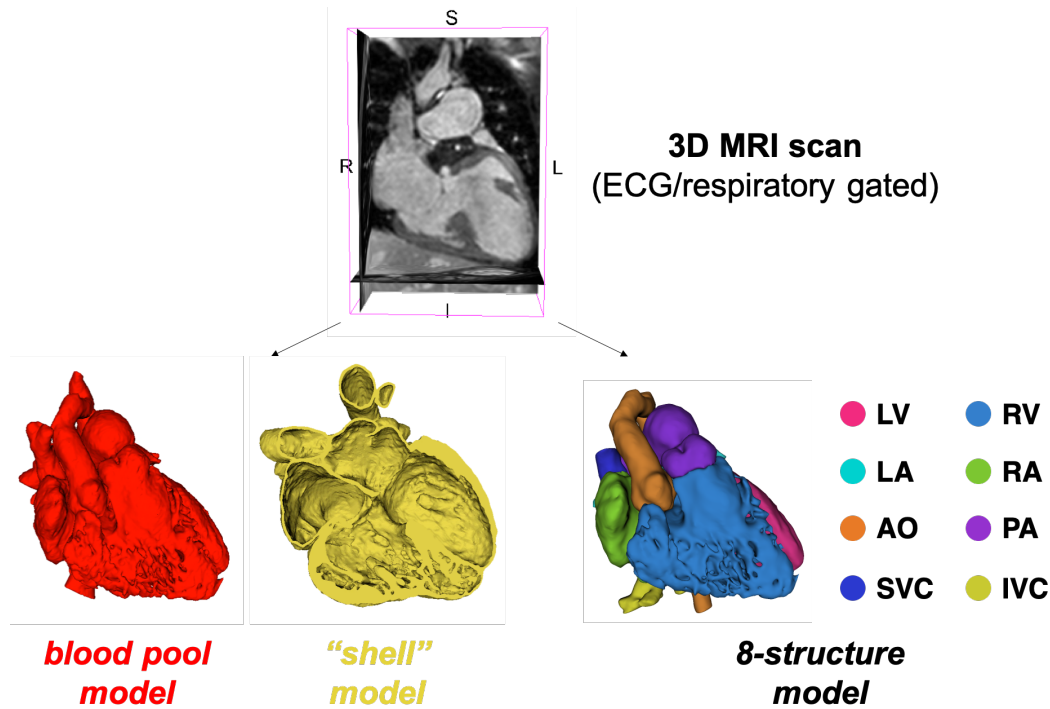 S
R
L
I
3D MRI scan
(ECG/respiratory gated)
LV
RV
LA
RA
AO
PA
SVC
IVC
blood pool
model
“shell”
model
8-structure
model